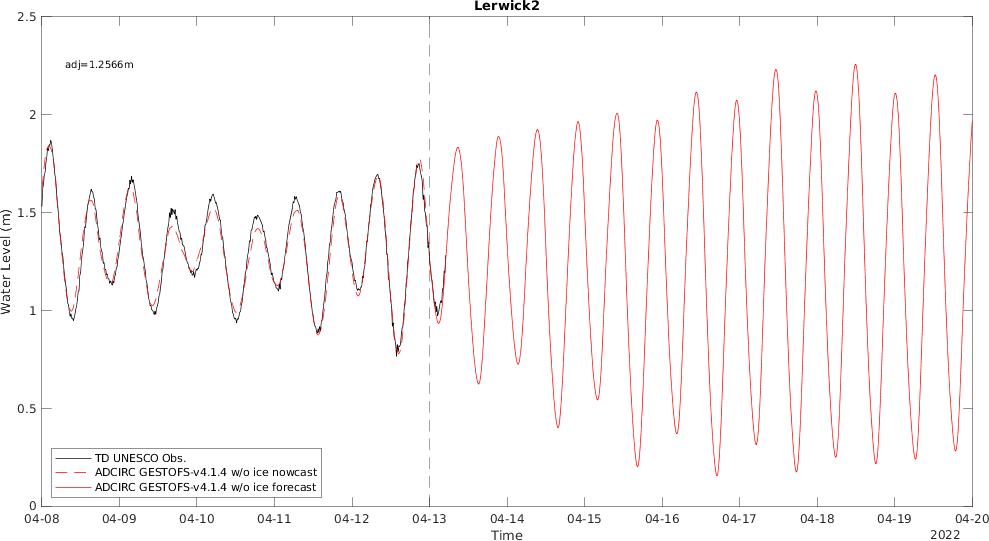 Lerwick2
2.5
adj=1.2566m
2
1.5
Water Level (m)
1
0.5
TD UNESCO Obs.
ADCIRC GESTOFS-v4.1.4 w/o ice nowcast
ADCIRC GESTOFS-v4.1.4 w/o ice forecast
0
04-08 04-09 04-10 04-11 04-12 04-13 04-14 04-15 04-16 04-17 04-18 04-19 04-20
Time
2022